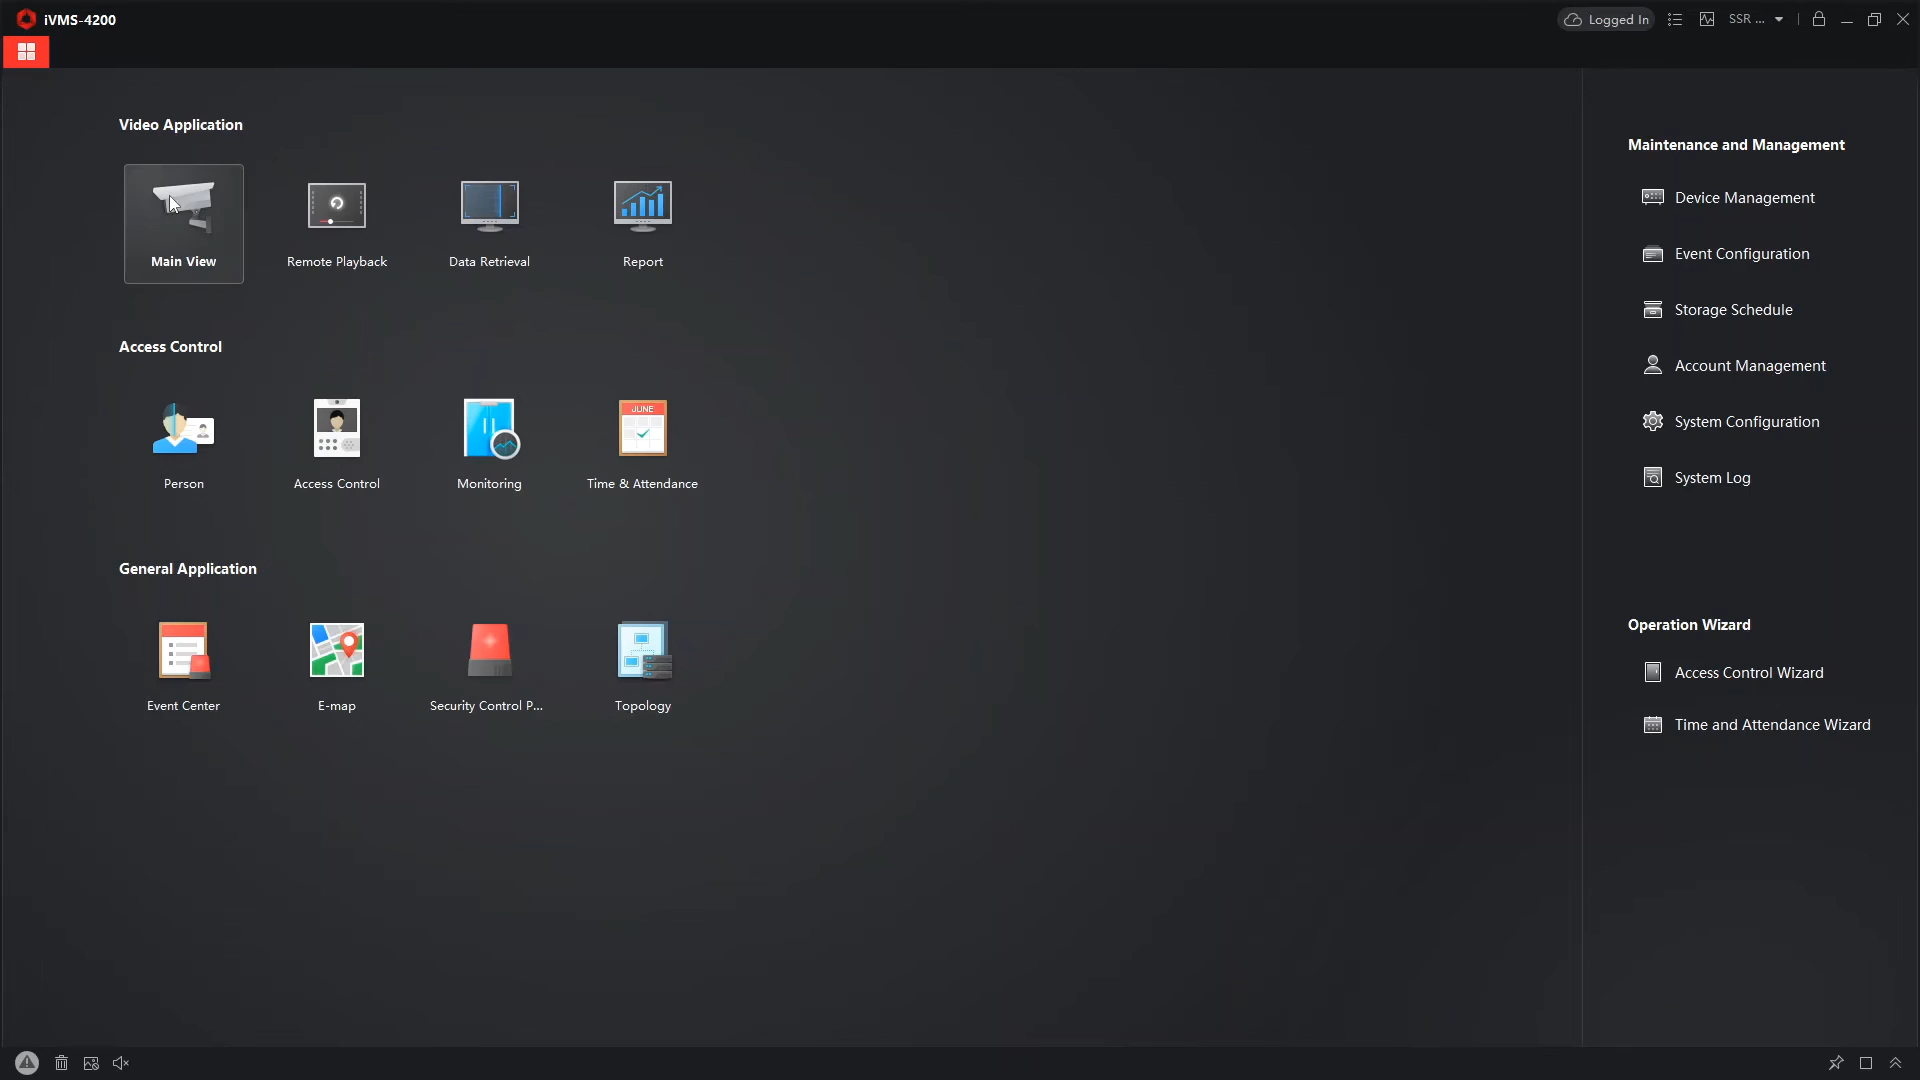 iVMS-4200
Logged In
SSR ...
Video Application
Main View
Remote Playback
Data Retrieval
Report
Access Control
Person
Access Control
Monitoring
JUNE
Time & Attendance
General Application
Event Center
E-map
Security Control P...
Topology
Maintenance and Management
Device Management
Event Configuration
Storage Schedule
Account Management
System Configuration
System Log
Operation Wizard
Access Control Wizard
Time and Attendance Wizard